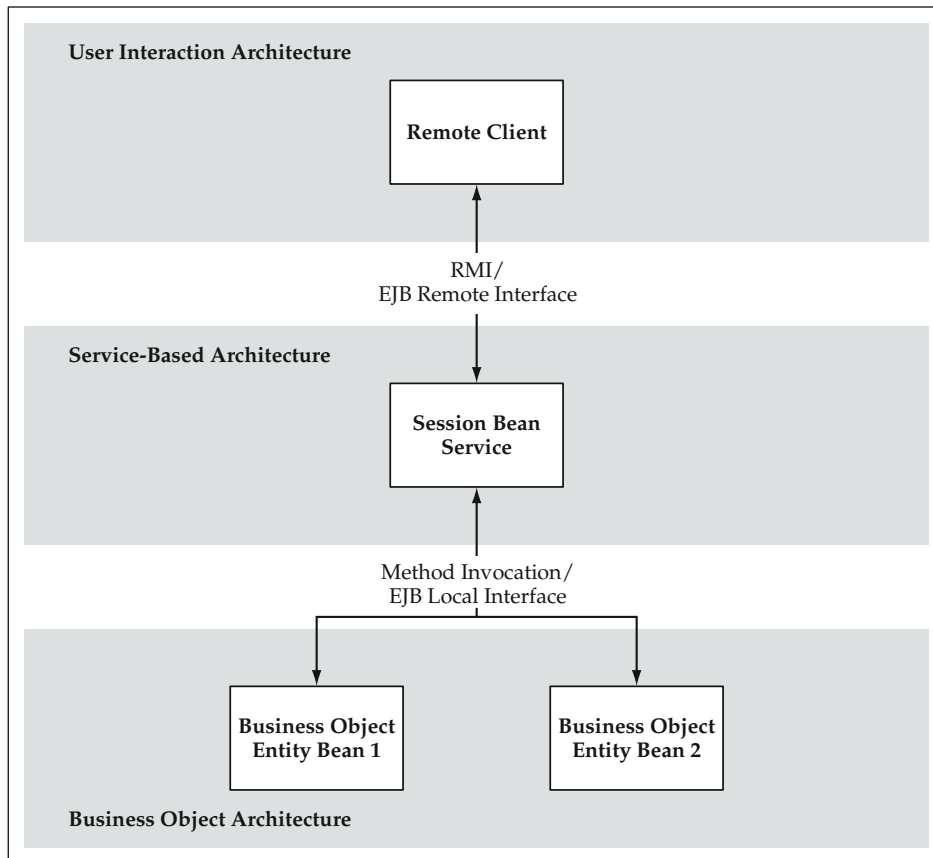 User Interaction Architecture
Remote Client
RMI/
EJB Remote Interface
Service-Based Architecture
Session Bean
Service
Method Invocation/
EJB Local Interface
Business Object
Entity Bean 1
Business Object
Entity Bean 2
Business Object Architecture